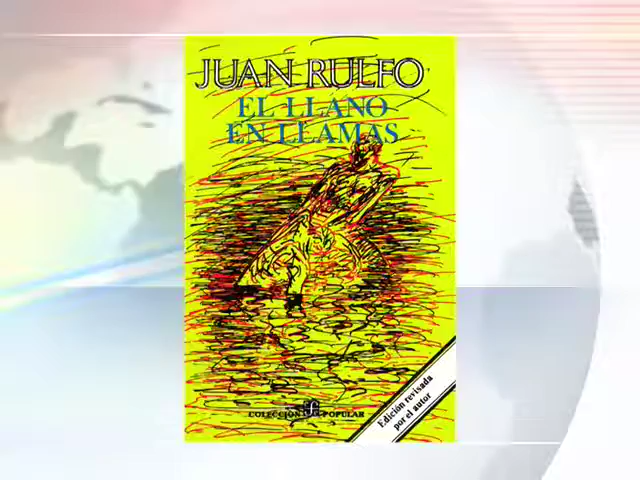 JUAN RULFO
EL LLANO
EN LLAMAS
COLECCIÓN POPULAR
Edición revisada
por el autor